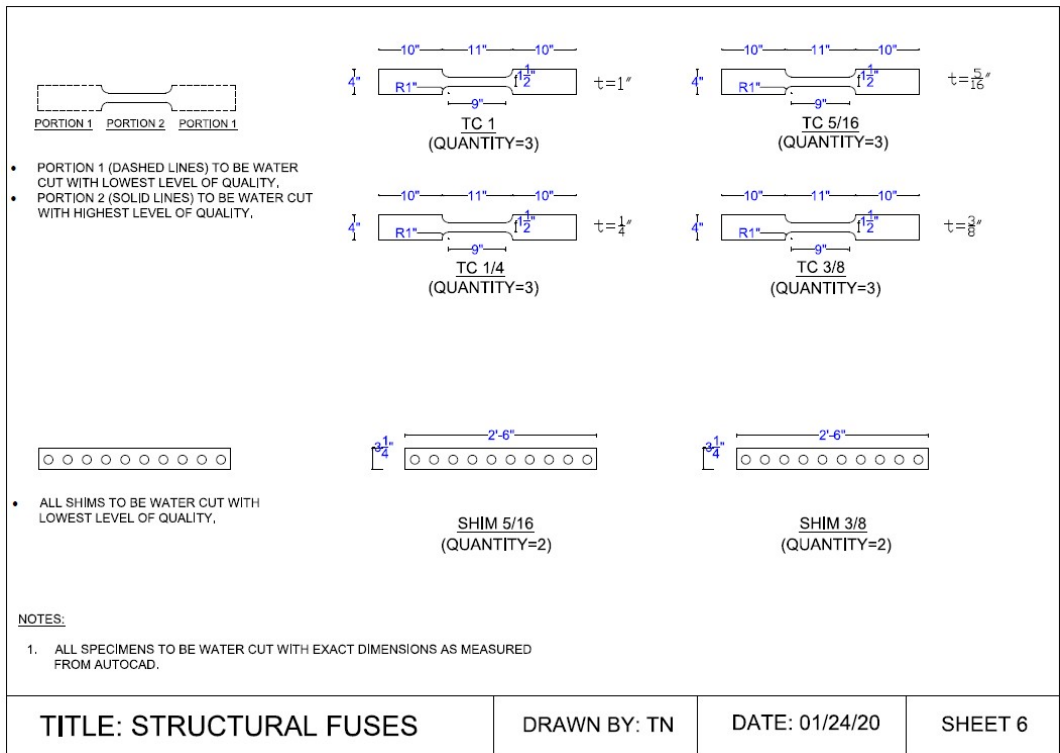 10" 11" 10"
4" R1" 1 1/2" t=1"
9"
TC 1
(QUANTITY=3)
10" 11" 10"
4" R1" 1 1/2" t=5/16"
9"
TC 5/16
(QUANTITY=3)
PORTION 1 PORTION 2 PORTION 1
• PORTION 1 (DASHED LINES) TO BE WATER
CUT WITH LOWEST LEVEL OF QUALITY.
• PORTION 2 (SOLID LINES) TO BE WATER CUT
WITH HIGHEST LEVEL OF QUALITY.
10" 11" 10"
4" R1" 1 1/2" t=1/4"
9"
TC 1/4
(QUANTITY=3)
10" 11" 10"
4" R1" 1 1/2" t=3/8"
9"
TC 3/8
(QUANTITY=3)
• ALL SHIMS TO BE WATER CUT WITH
LOWEST LEVEL OF QUALITY.
2'-6"
3 1/4"
SHIM 5/16
(QUANTITY=2)
2'-6"
3 1/4"
SHIM 3/8
(QUANTITY=2)
NOTES:
1. ALL SPECIMENS TO BE WATER CUT WITH EXACT DIMENSIONS AS MEASURED
FROM AUTOCAD.
TITLE: STRUCTURAL FUSES
DRAWN BY: TN
DATE: 01/24/20
SHEET 6